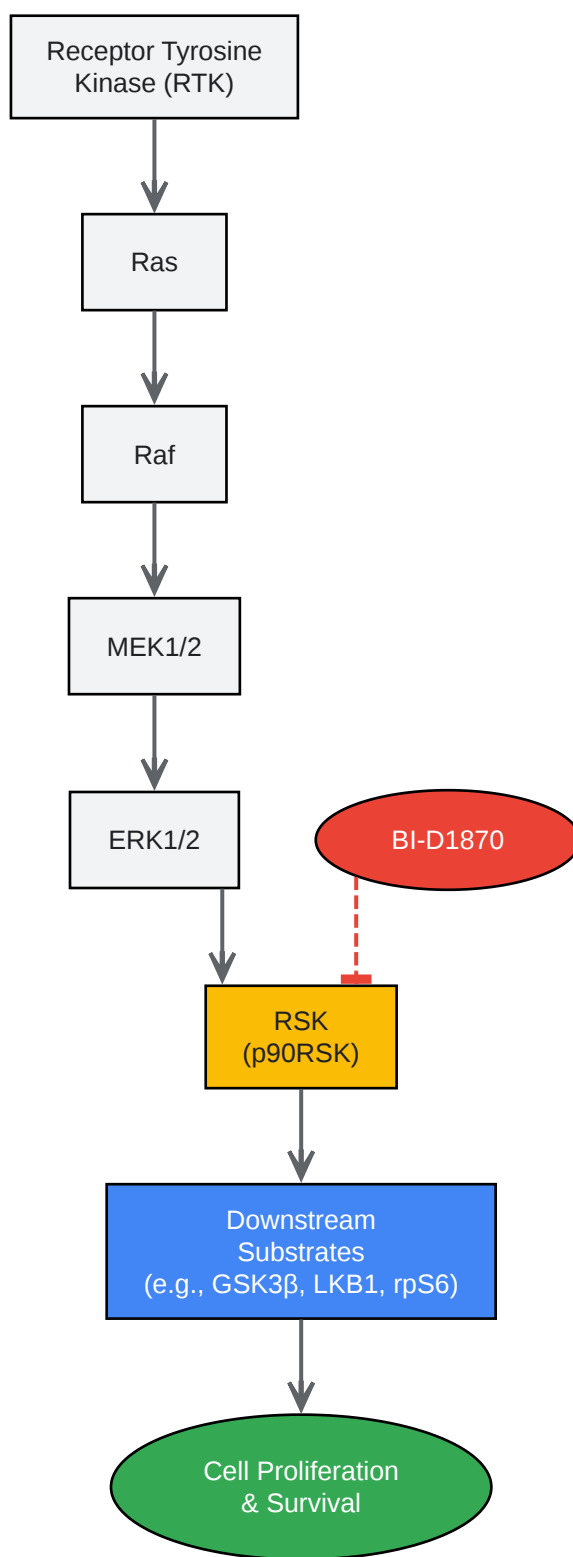 Receptor Tyrosine
Kinase (RTK)
Ras
Raf
MEK1/2
ERK1/2
BI-D1870
RSK
(p90RSK)
Downstream
Substrates
(e.g., GSK3β, LKB1, rpS6)
Cell Proliferation
& Survival